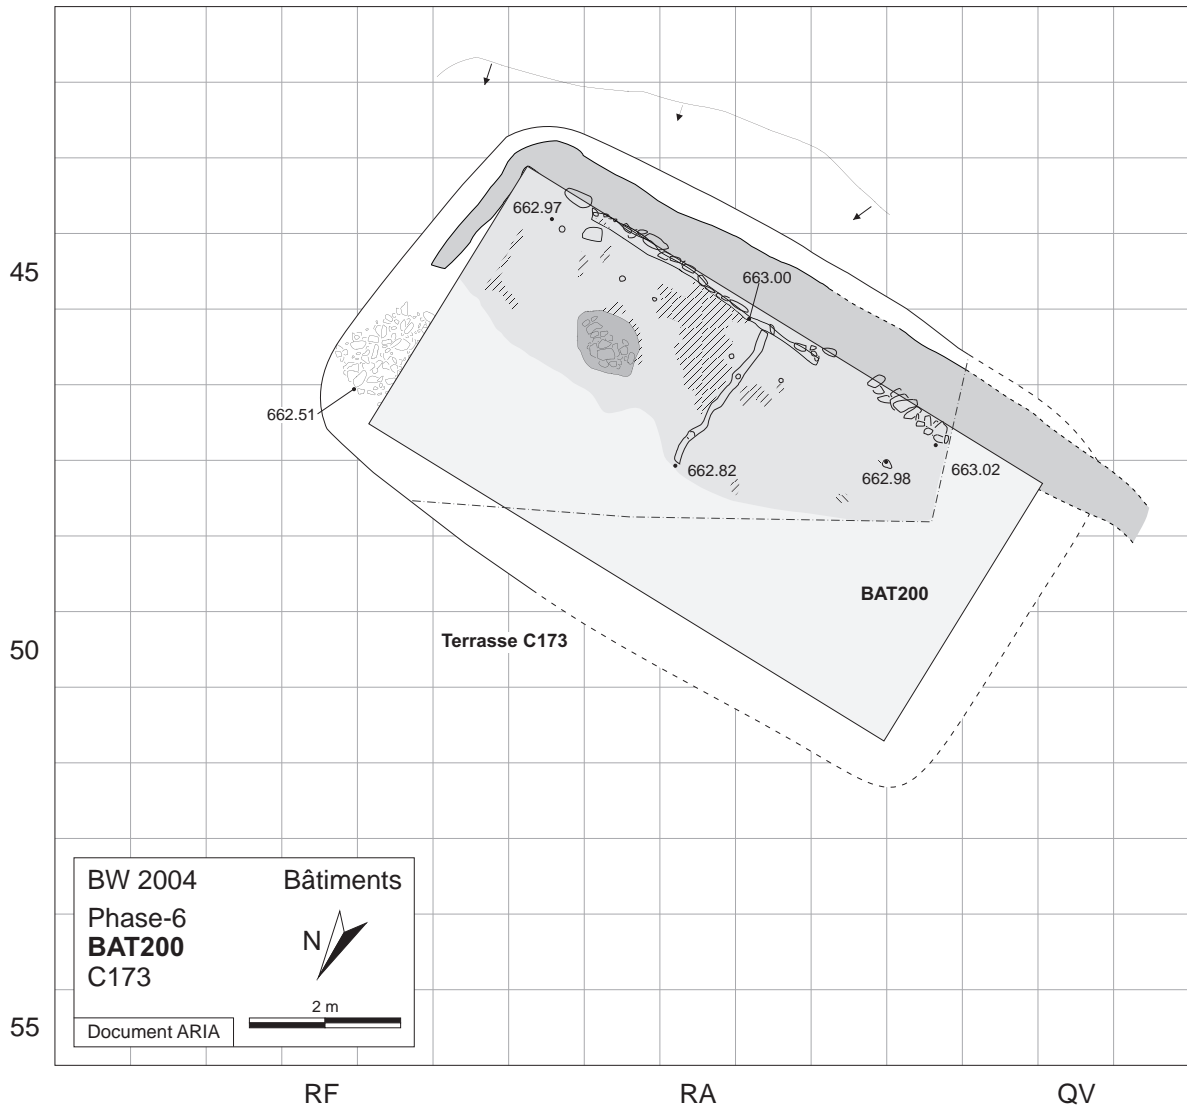 662.97
45
663.00
662.51
662.82
662.98
663.02
BAT200
50
Terrasse C173
BW 2004 Bâtiments
Phase-6
BAT200
C173
N
2 m
Document ARIA
55
RF RA QV